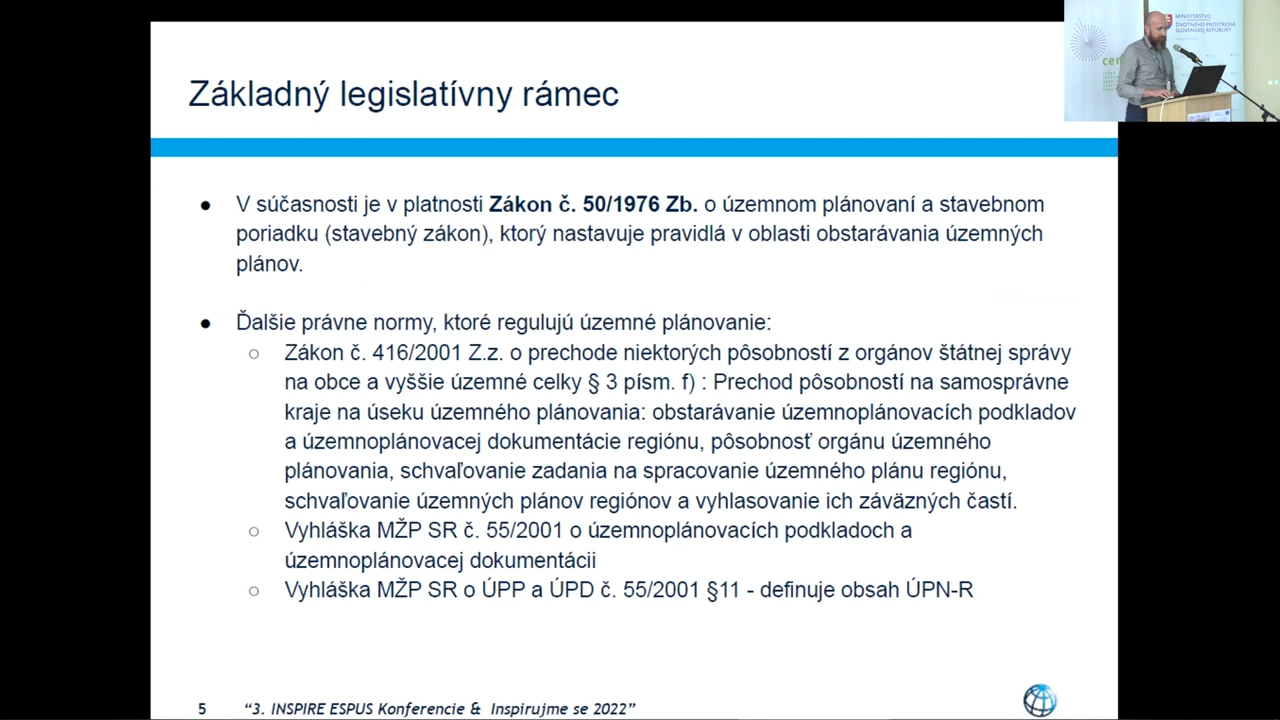 Základný legislatívny rámec
V súčasnosti je v platnosti Zákon č. 50/1976 Zb. o územnom plánovaní a stavebnom
poriadku (stavebný zákon), ktorý nastavuje pravidlá v oblasti obstarávania územných
plánov.
Ďalšie právne normy, ktoré regulujú územné plánovanie:
Zákon č. 416/2001 Z.z. o prechode niektorých pôsobností z orgánov štátnej správy
na obce a vyššie územné celky § 3 písm. f) : Prechod pôsobností na samosprávne
kraje na úseku územného plánovania: obstarávanie územnoplánovacích podkladov
a územnoplánovacej dokumentácie regiónu, pôsobnosť orgánu územného
plánovania, schvaľovanie zadania na spracovanie územného plánu regiónu,
schvaľovanie územných plánov regiónov a vyhlasovanie ich záväzných častí.
Vyhláška MŽP SR č. 55/2001 o územnoplánovacích podkladoch a
územnoplánovacej dokumentácii
Vyhláška MŽP SR o ÚPP a ÚPD č. 55/2001 §11 - definuje obsah ÚPN-R
5 “3. INSPIRE ESPUS Konferencie & Inspirujme se 2022”
MINISTERSTVO
ŽIVOTNÉHO PROSTREDIA
SLOVENSKEJ REPUBLIKY